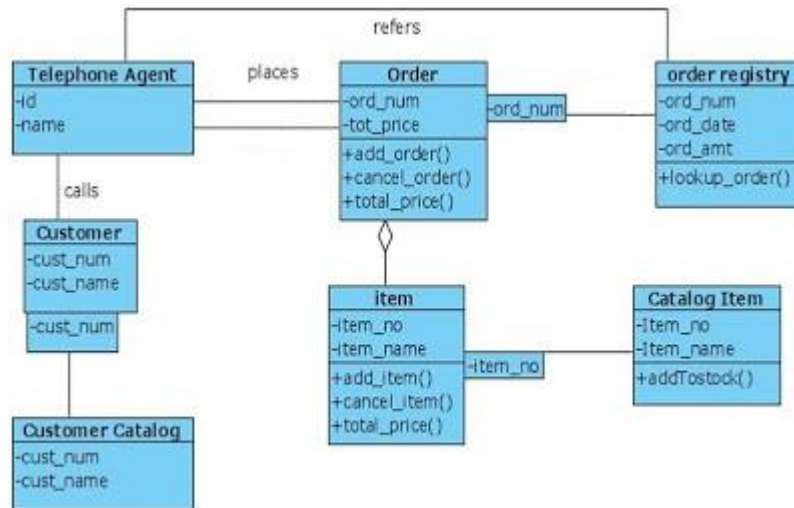 refers
Telephone Agent
-id
-name
places
Order
-ord_num
-tot_price
+add_order()
+cancel_order()
+total_price()
-ord_num
order registry
-ord_num
-ord_date
-ord_amt
+lookup_order()
calls
Customer
-cust_num
-cust_name
-cust_num
item
-item_no
-item_name
+add_item()
+cancel_item()
+total_price()
-item_no
Catalog Item
-Item_no
-Item_name
+addTostock()
Customer Catalog
-cust_num
-cust_name